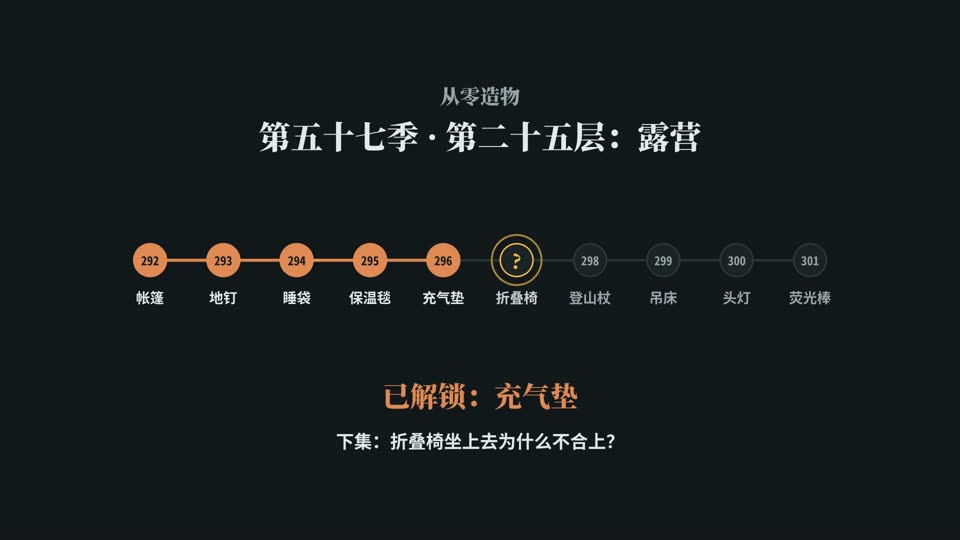 从零造物
第五十七季 · 第二十五层：露营
292 293 294 295 296 ? 298 299 300 301
帐篷 地钉 睡袋 保温毯 充气垫 折叠椅 登山杖 吊床 头灯 荧光棒
已解锁：充气垫
下集：折叠椅坐上去为什么不合上？